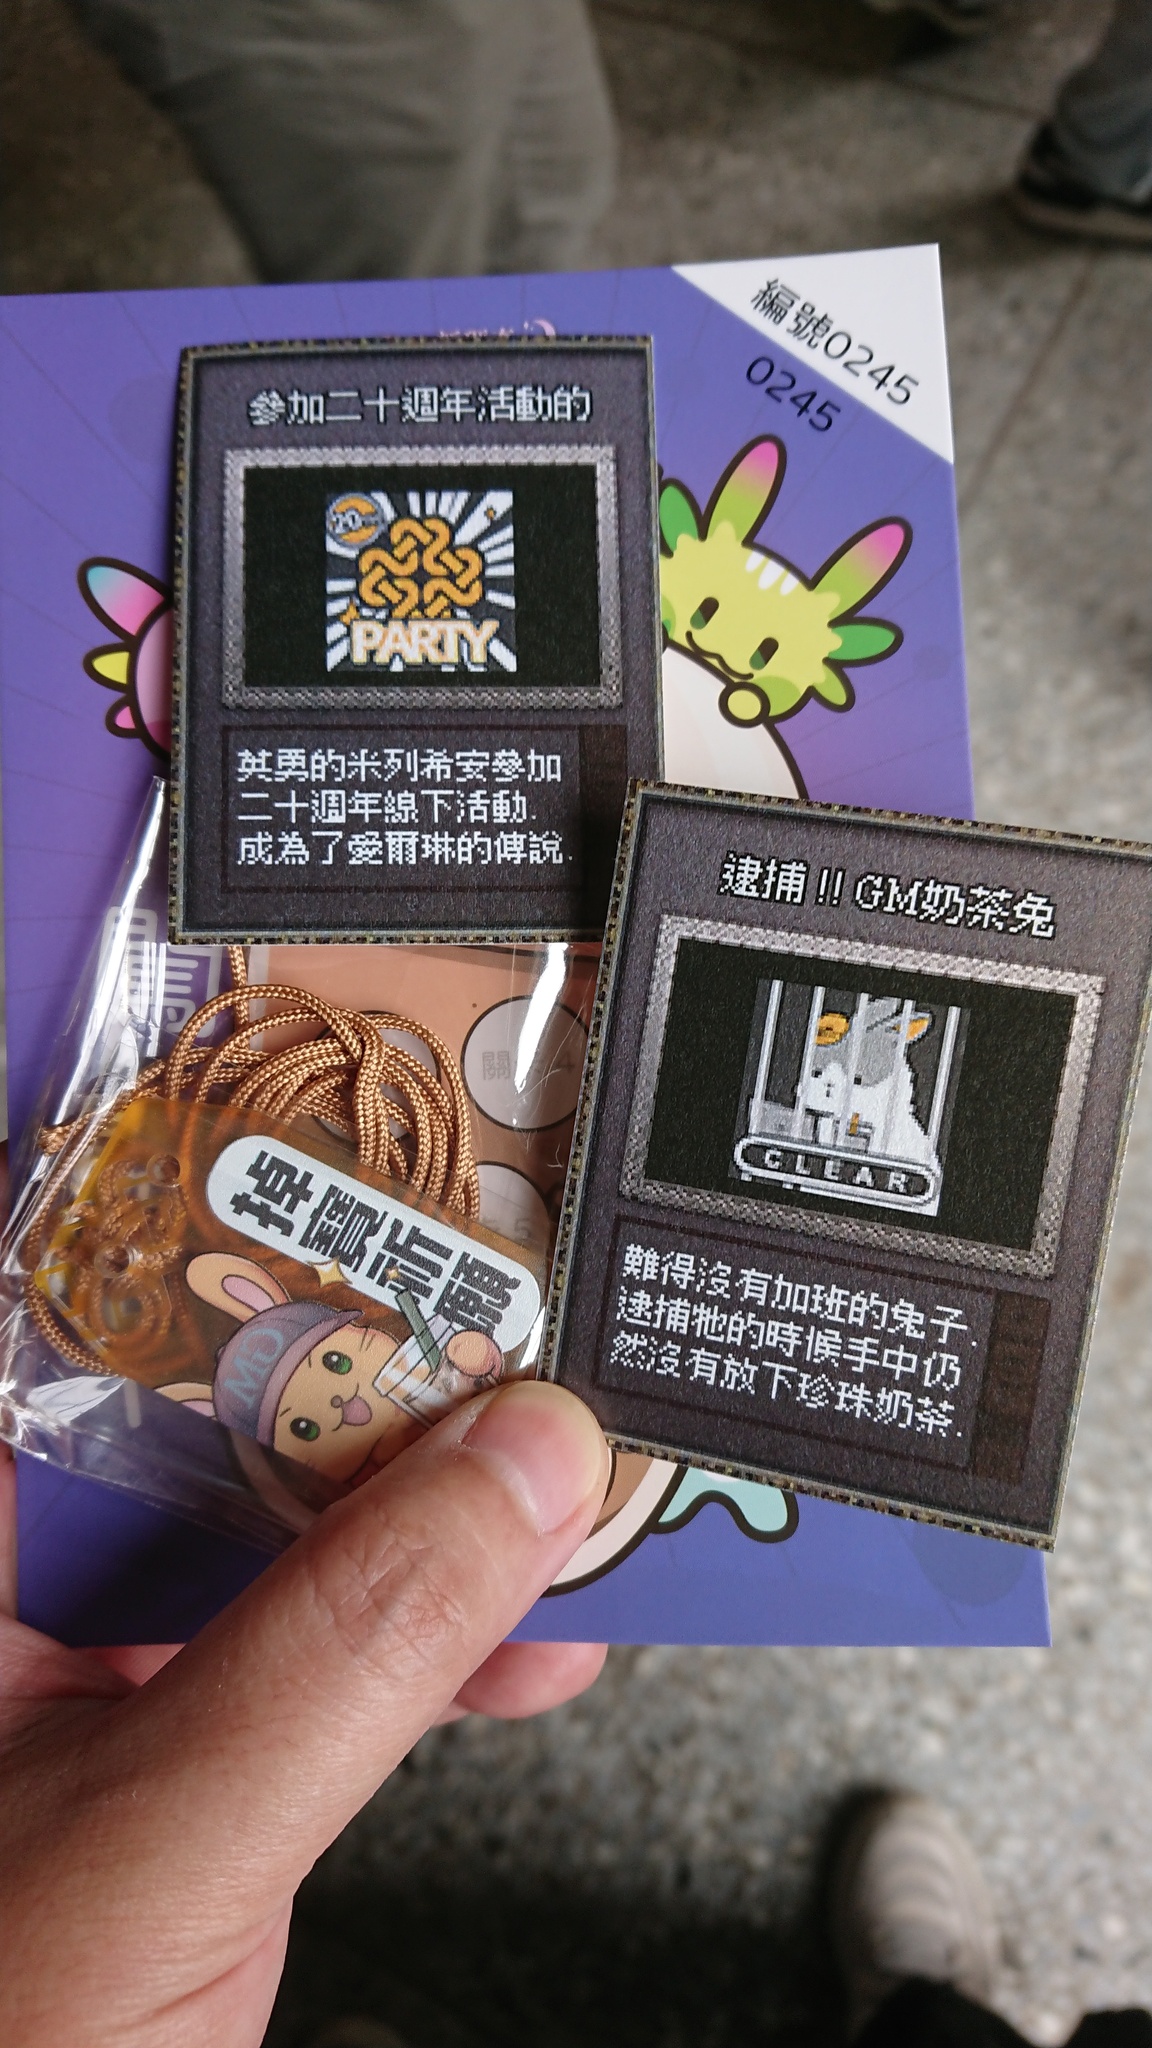 編號0245
0245
參加二十週年活動的
20
PARTY
英勇的米列希安參加
二十週年線下活動.
成為了愛爾琳的傳說.
逮捕!!GM奶茶兔
CLEAR
難得沒有加班的兔子.
逮捕牠的時候手中仍
然沒有放下珍珠奶茶.
掉寶祈願
MG